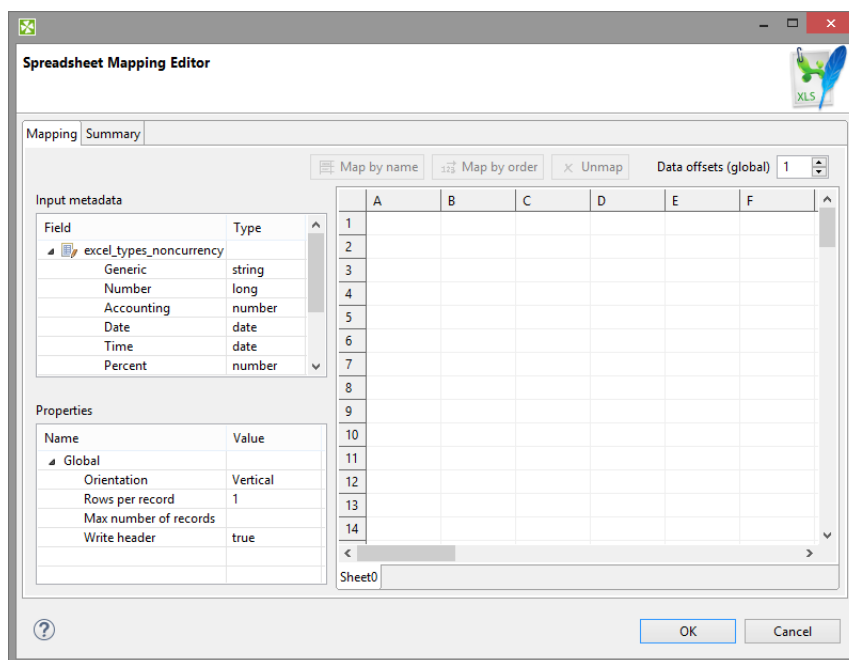 Spreadsheet Mapping Editor
XLS
Mapping Summary
Map by name 123 Map by order Unmap Data offsets (global) 1
Input metadata
Field Type
excel_types_noncurrency
Generic string
Number long
Accounting number
Date date
Time date
Percent number
Properties
Name Value
Global
Orientation Vertical
Rows per record 1
Max number of records
Write header true
A B C D E F
1
2
3
4
5
6
7
8
9
10
11
12
13
14
Sheet0
?
OK Cancel